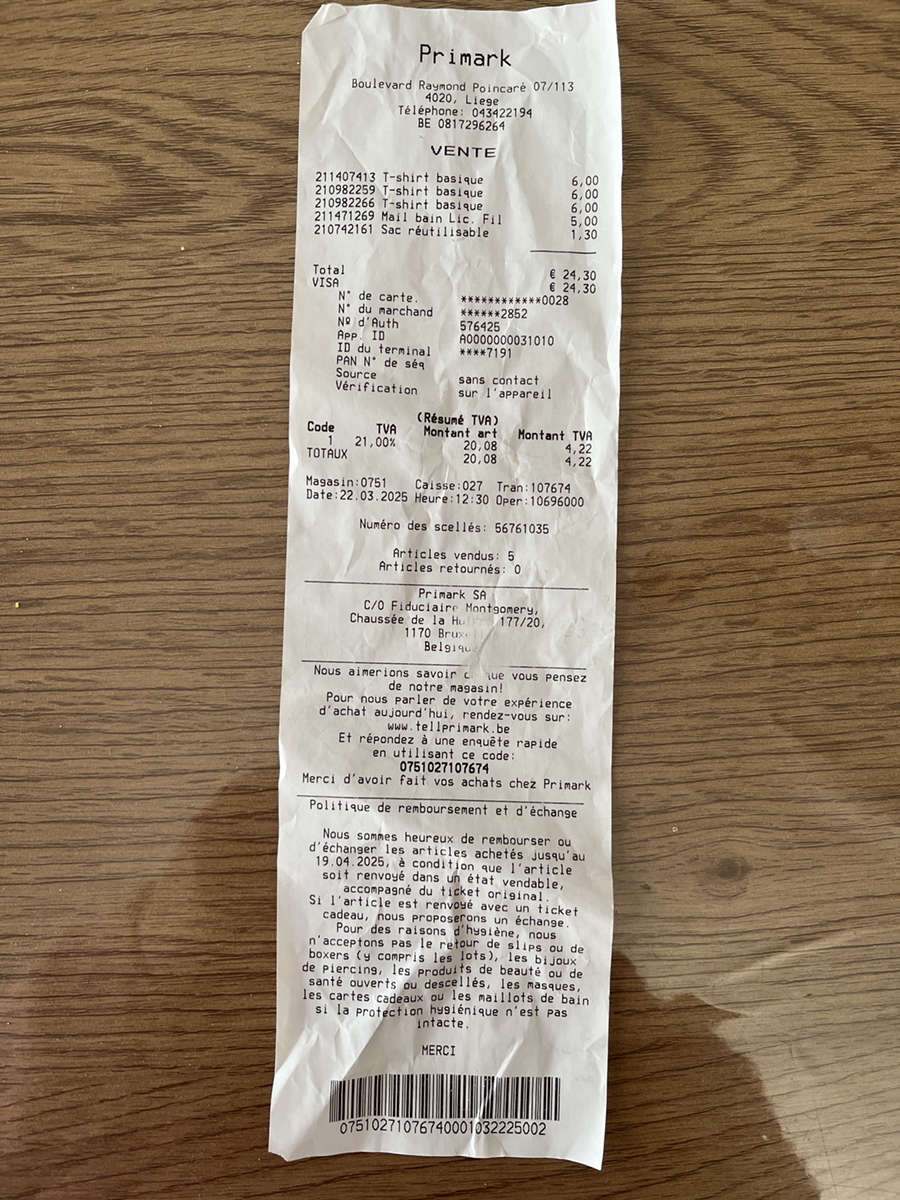 Primark
Boulevard Raymond Poincaré 07/113
4020, Liege
Téléphone: 043422194
BE 0817296264
VENTE
211407413 T-shirt basique 6,00
210982259 T-shirt basique 6,00
210982266 T-shirt basique 6,00
211471269 Mail bain Lic. Fil 5,00
210742161 Sac réutilisable 1,30
Total € 24,30
VISA € 24,30
N° de carte. ************0028
N° du marchand ******2852
Nº d'Auth 576425
App. ID A0000000031010
ID du terminal ****7191
PAN N° de séq
Source sans contact
Vérification sur l'appareil
(Résumé TVA)
Code TVA Montant art Montant TVA
1 21,00% 20,08 4,22
TOTAUX 20,08 4,22
Magasin:0751 Caisse:027 Tran:107674
Date:22.03.2025 Heure:12:30 Oper:10696000
Numéro des scellés: 56761035
Articles vendus: 5
Articles retournés: 0
Primark SA
C/O Fiduciaire Montgomery,
Chaussée de la 177/20,
1170
Belgique
Nous aimerions savoir que vous pensez
de notre magasin!
Pour nous parler de votre expérience
d'achat aujourd'hui, rendez-vous sur:
www.tellprimark.be
Et répondez à une enquête rapide
en utilisant ce code:
0751027107674
Merci d'avoir fait vos achats chez Primark
Politique de remboursement et d'échange
Nous sommes heureux de rembourser ou
d'échanger les articles achetés jusqu'au
19.04.2025, à condition que l'article
soit renvoyé dans un état vendable,
accompagné du ticket original.
Si l'article est renvoyé avec un ticket
cadeau, nous proposerons un échange.
Pour des raisons d'hygiène, nous
n'acceptons pas le retour de slips ou de
boxers (y compris les lots), les bijoux
de piercing, les produits de beauté ou de
santé ouverts ou descellés, les masques,
les cartes cadeaux ou les maillots de bain
si la protection hygiénique n'est pas
intacte.
MERCI
07510271076740001032225002